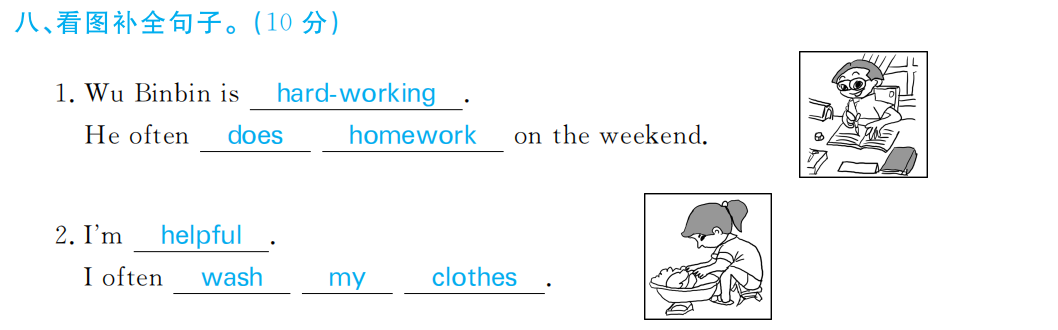 八、看图补全句子。(10 分)
1. Wu Binbin is hard-working.
He often does homework on the weekend.
2. I'm helpful.
I often wash my clothes.